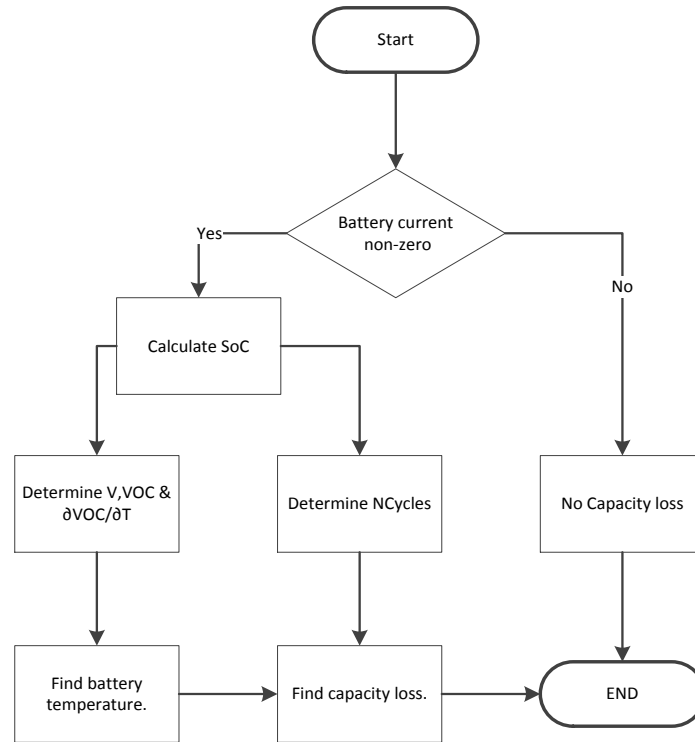 Start
Battery current
non-zero
Yes
No
Calculate SoC
Determine V,VOC &
∂VOC/∂T
Determine NCycles
No Capacity loss
Find battery
temperature.
Find capacity loss.
END